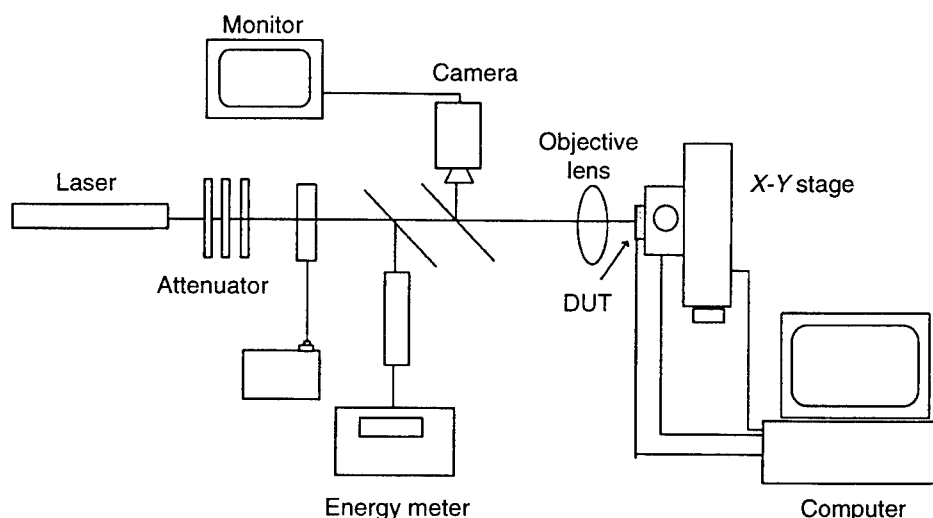 Monitor
Camera
Objective
lens
X-Y stage
Laser
Attenuator
DUT
Energy meter
Computer